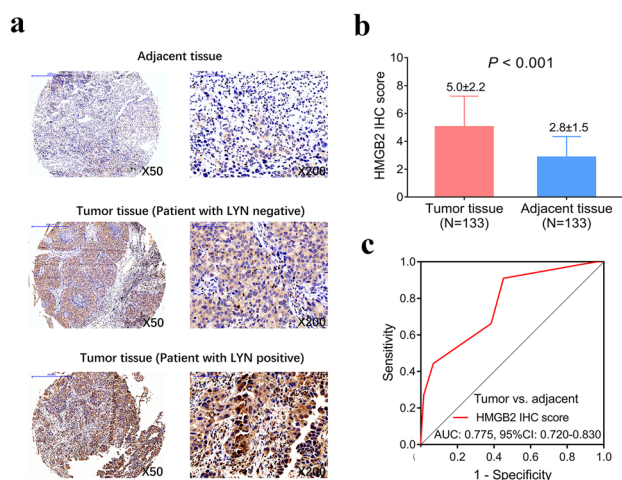 a
Adjacent tissue
X50
X200
Tumor tissue (Patient with LYN negative)
X50
X200
Tumor tissue (Patient with LYN positive)
X50
X200
b
P < 0.001
HMGB2 IHC score
10
8
6
4
2
0
5.0±2.2
2.8±1.5
Tumor tissue
(N=133)
Adjacent tissue
(N=133)
c
Sensitivity
1.0
0.8
0.6
0.4
0.2
0.0
Tumor vs. adjacent
HMGB2 IHC score
AUC: 0.775, 95%CI: 0.720-0.830
0.2
0.4
0.6
0.8
1.0
1 - Specificity